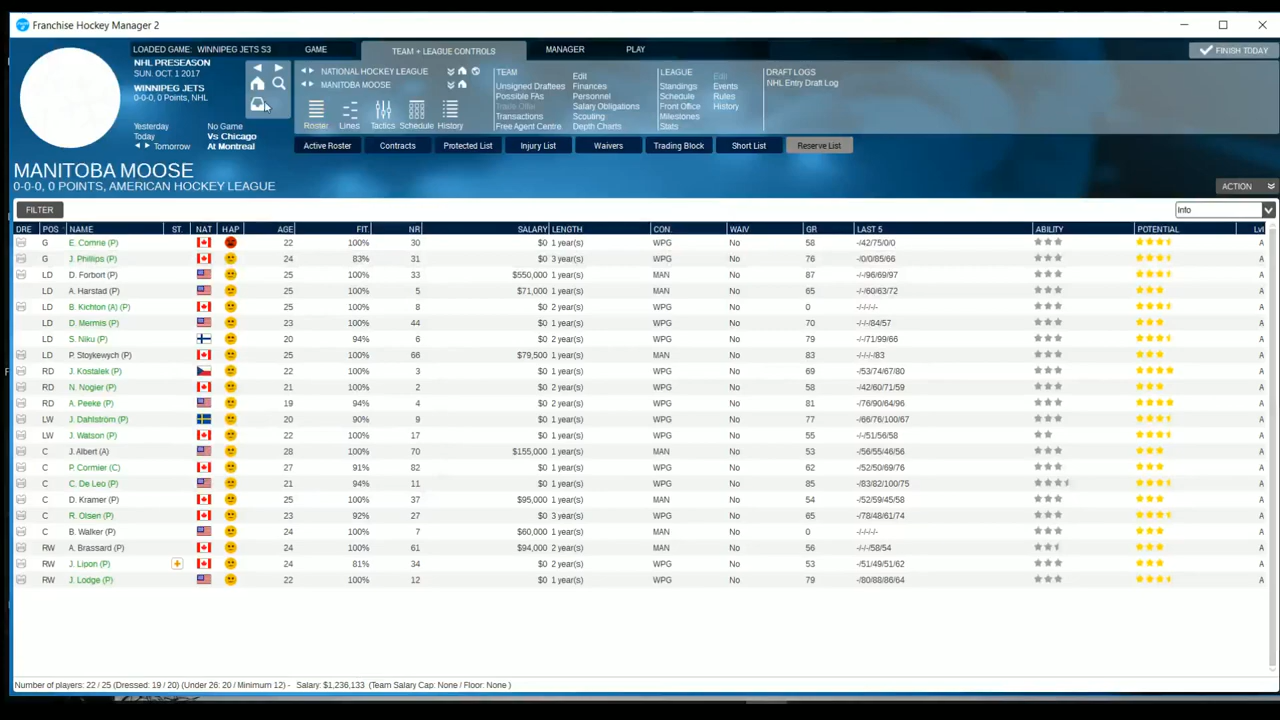 Franchise Hockey Manager 2
LOADED GAME: WINNIPEG JETS S3
GAME
TEAM + LEAGUE CONTROLS
MANAGER
PLAY
FINISH TODAY
NHL PRESEASON
SUN. OCT. 1 2017
WINNIPEG JETS
0-0-0, 0 Points, NHL
Yesterday No Game
Today Vs Chicago
Tomorrow At Montreal
NATIONAL HOCKEY LEAGUE
MANITOBA MOOSE
Roster Lines Tactics Schedule History
TEAM
Unsigned Draftees
Possible FAs
Trade Offer
Transactions
Free Agent Centre
Edit
Finances
Personnel
Salary Obligations
Scouting
Depth Charts
LEAGUE
Standings
Schedule
Front Office
Milestones
Stats
Edit
Events
Rules
History
DRAFT LOGS
NHL Entry Draft Log
Active Roster Contracts Protected List Injury List Waivers Trading Block Short List Reserve List
MANITOBA MOOSE
0-0-0, 0 POINTS, AMERICAN HOCKEY LEAGUE
ACTION
FILTER
Info
DRE POS NAME ST. NAT HAP AGE FIT. NR SALARY LENGTH CON. WAIV GR LAST 5 ABILITY POTENTIAL Lvl
G E. Comrie (P) 22 100% 30 $0 1 year(s) WPG No 58 -/42/75/0/0 A
G J. Phillips (P) 24 83% 31 $0 3 year(s) WPG No 76 -/0/0/85/66 A
LD D. Forbort (P) 25 100% 33 $550,000 1 year(s) MAN No 87 -/-/96/69/97 A
LD A. Harstad (P) 25 100% 5 $71,000 1 year(s) MAN No 65 -/-/60/63/72 A
LD B. Kichton (A) (P) 25 100% 8 $0 1 year(s) WPG No 0 -/-/-/-/- A
LD D. Mermis (P) 23 100% 44 $0 2 year(s) WPG No 70 -/-/-/84/57 A
LD S. Niku (P) 20 94% 6 $0 2 year(s) WPG No 79 -/-/71/99/66 A
LD P. Stoykewych (P) 25 100% 66 $79,500 1 year(s) MAN No 83 -/-/-/-/83 A
RD J. Kostalek (P) 22 100% 3 $0 1 year(s) WPG No 69 -/53/74/67/80 A
RD N. Nogier (P) 21 100% 2 $0 2 year(s) WPG No 58 -/42/60/71/59 A
RD A. Peeke (P) 19 94% 4 $0 2 year(s) WPG No 81 -/76/90/64/96 A
LW J. Dahlström (P) 20 90% 9 $0 2 year(s) WPG No 77 -/66/76/100/67 A
LW J. Watson (P) 22 100% 17 $0 1 year(s) WPG No 55 -/-/51/56/58 A
C J. Albert (A) 28 100% 70 $155,000 1 year(s) MAN No 53 -/56/55/46/56 A
C P. Cormier (C) 27 91% 82 $0 1 year(s) WPG No 62 -/52/50/69/76 A
C C. De Leo (P) 21 94% 11 $0 1 year(s) WPG No 85 -/83/82/100/75 A
C D. Kramer (P) 25 100% 37 $95,000 1 year(s) MAN No 54 -/52/59/45/58 A
C R. Olsen (P) 23 92% 27 $0 3 year(s) WPG No 65 -/78/48/61/74 A
C B. Walker (P) 24 100% 7 $60,000 1 year(s) MAN No 0 -/-/-/-/- A
RW A. Brassard (P) 24 100% 61 $94,000 2 year(s) MAN No 56 -/-/-/58/54 A
RW J. Lipon (P) 24 81% 34 $0 1 year(s) WPG No 53 -/51/49/51/62 A
RW J. Lodge (P) 22 100% 12 $0 1 year(s) WPG No 79 -/80/88/86/64 A
Number of players: 22 / 25 (Dressed: 19 / 20) (Under 26: 20 / Minimum 12) - Salary: $1,236,133 (Team Salary Cap: None / Floor: None )